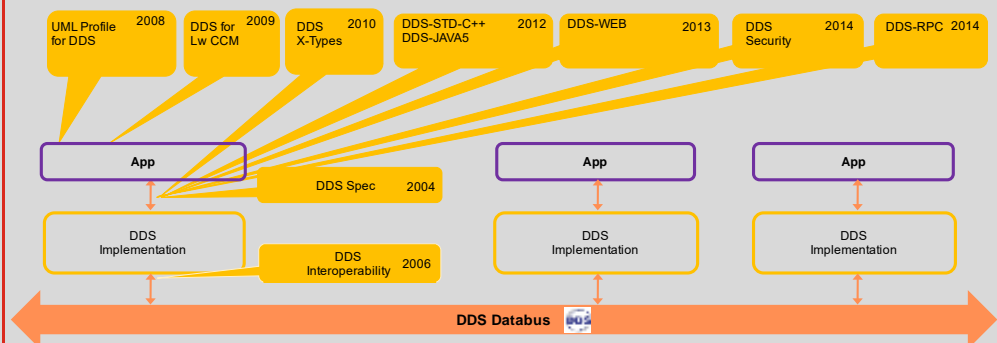 UML Profile 2008
for DDS
DDS for 2009
Lw CCM
DDS 2010
X-Types
DDS-STD-C++ 2012
DDS-JAVA5
DDS-WEB 2013
DDS 2014
Security
DDS-RPC 2014
App
App
App
DDS Spec 2004
DDS
Implementation
DDS
Implementation
DDS
Implementation
DDS
Interoperability 2006
DDS Databus
DDS